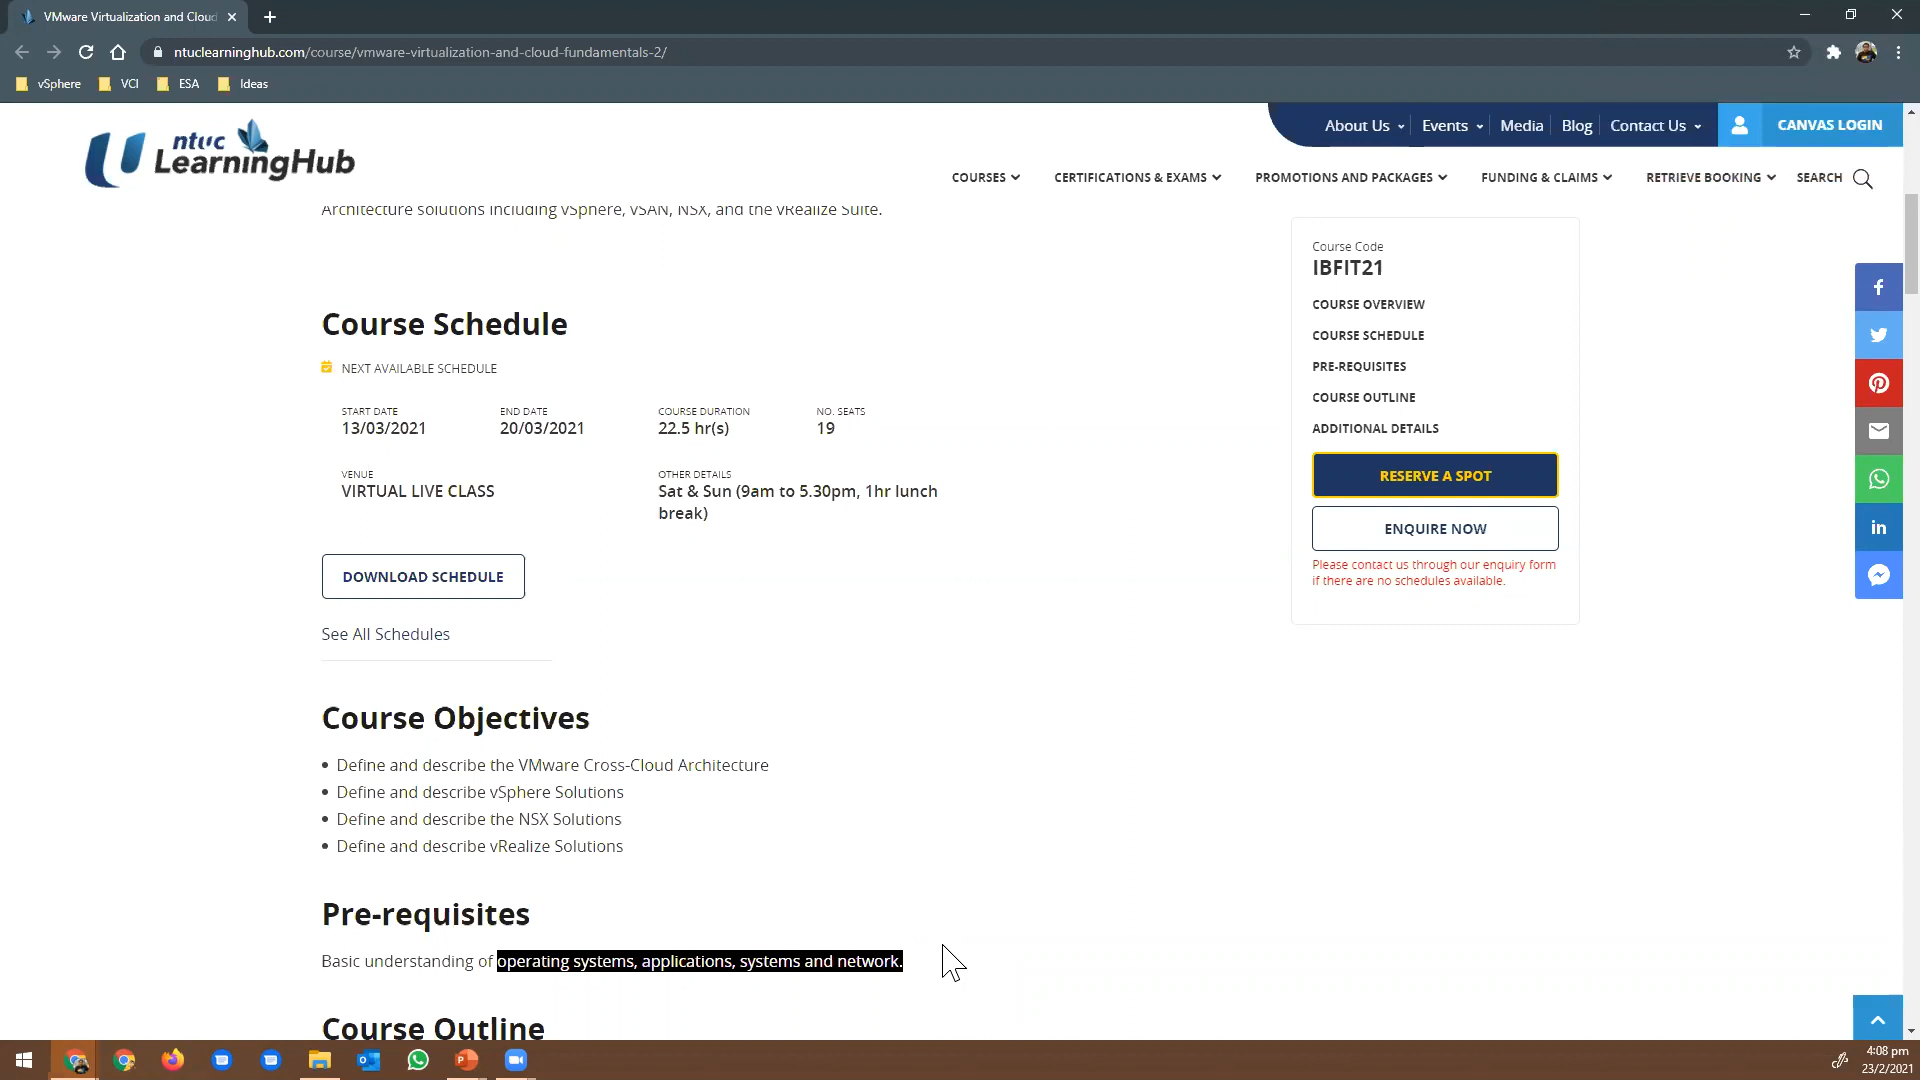 VMware Virtualization and Cloud
ntuclearninghub.com/course/vmware-virtualization-and-cloud-fundamentals-2/
vSphere
VCI
ESA
Ideas
ntuc
LearningHub
About Us
Events
Media
Blog
Contact Us
CANVAS LOGIN
COURSES
CERTIFICATIONS & EXAMS
PROMOTIONS AND PACKAGES
FUNDING & CLAIMS
RETRIEVE BOOKING
SEARCH
Architecture solutions including vSphere, vSAN, NSX, and the vRealize Suite.
Course Schedule
NEXT AVAILABLE SCHEDULE
START DATE
13/03/2021
END DATE
20/03/2021
COURSE DURATION
22.5 hr(s)
NO. SEATS
19
VENUE
VIRTUAL LIVE CLASS
OTHER DETAILS
Sat & Sun (9am to 5.30pm, 1hr lunch
break)
DOWNLOAD SCHEDULE
See All Schedules
Course Objectives
Define and describe the VMware Cross-Cloud Architecture
Define and describe vSphere Solutions
Define and describe the NSX Solutions
Define and describe vRealize Solutions
Pre-requisites
Basic understanding of operating systems, applications, systems and network.
Course Outline
Course Code
IBFIT21
COURSE OVERVIEW
COURSE SCHEDULE
PRE-REQUISITES
COURSE OUTLINE
ADDITIONAL DETAILS
RESERVE A SPOT
ENQUIRE NOW
Please contact us through our enquiry form
if there are no schedules available.
4:08 pm
23/2/2021